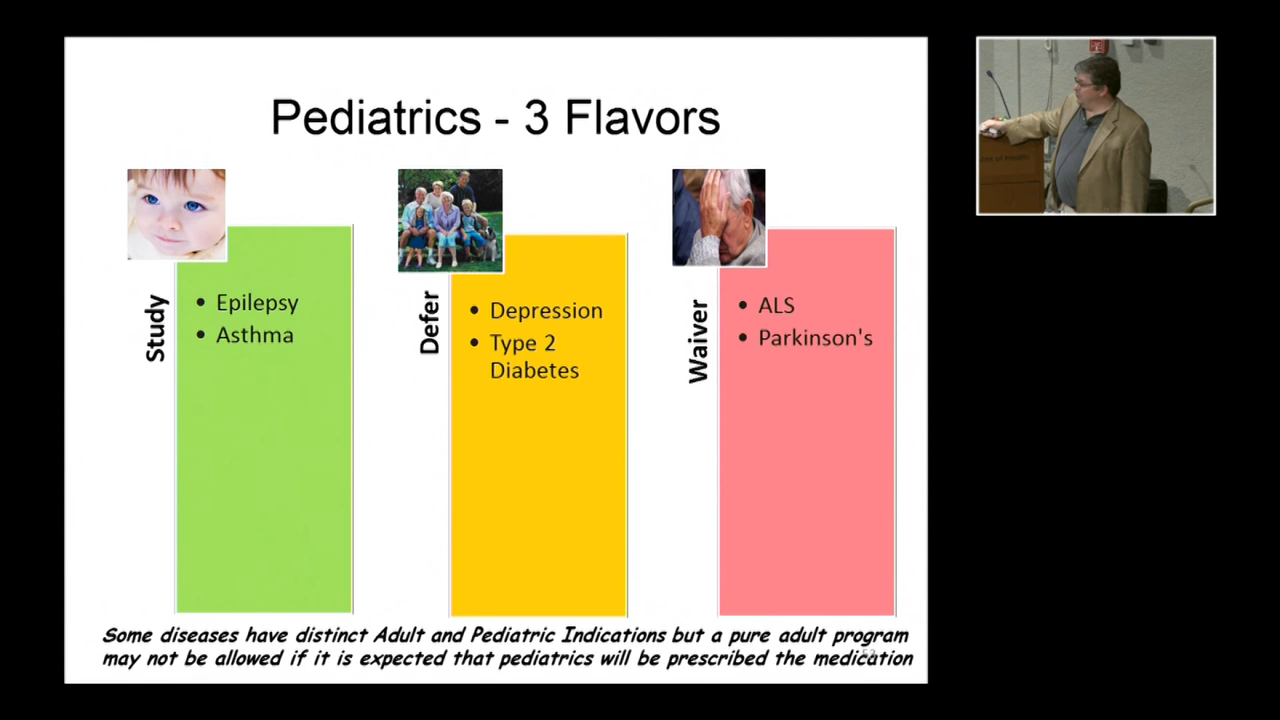 Pediatrics - 3 Flavors
Study
• Epilepsy
• Asthma
Defer
• Depression
• Type 2
Diabetes
Waiver
• ALS
• Parkinson's
Some diseases have distinct Adult and Pediatric Indications but a pure adult program
may not be allowed if it is expected that pediatrics will be prescribed the medication
of Health